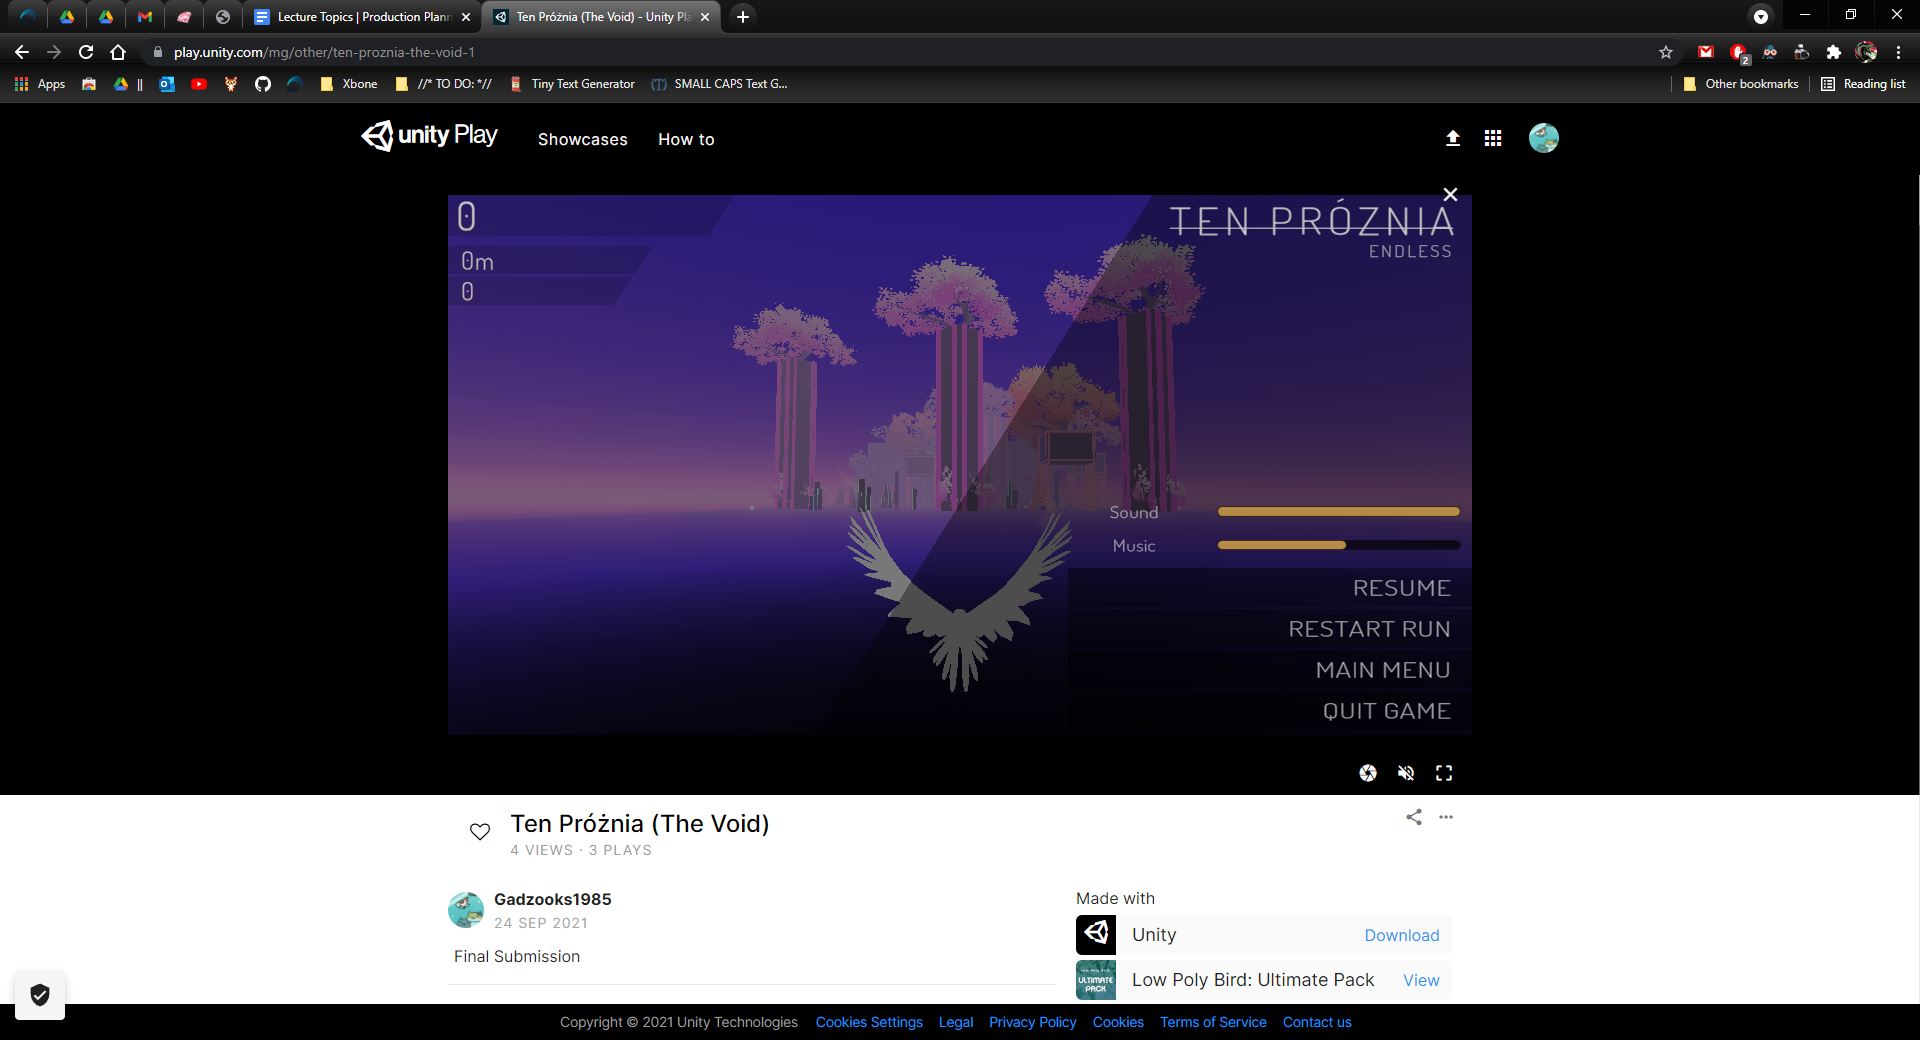 Lecture Topics | Production Plann
Ten Próżnia (The Void) - Unity Pla
play.unity.com/mg/other/ten-proznia-the-void-1
2
Apps
||
Xbone
//* TO DO: *//
Tiny Text Generator
SMALL CAPS Text G...
Other bookmarks
Reading list
unity Play
Showcases
How to
0
0m
0
TEN PRÓZNIA
ENDLESS
Sound
Music
RESUME
RESTART RUN
MAIN MENU
QUIT GAME
Ten Próżnia (The Void)
4 VIEWS · 3 PLAYS
Gadzooks1985
24 SEP 2021
Final Submission
Made with
Unity
Download
ULTIMATE
PACK
Low Poly Bird: Ultimate Pack
View
Copyright © 2021 Unity Technologies Cookies Settings Legal Privacy Policy Cookies Terms of Service Contact us